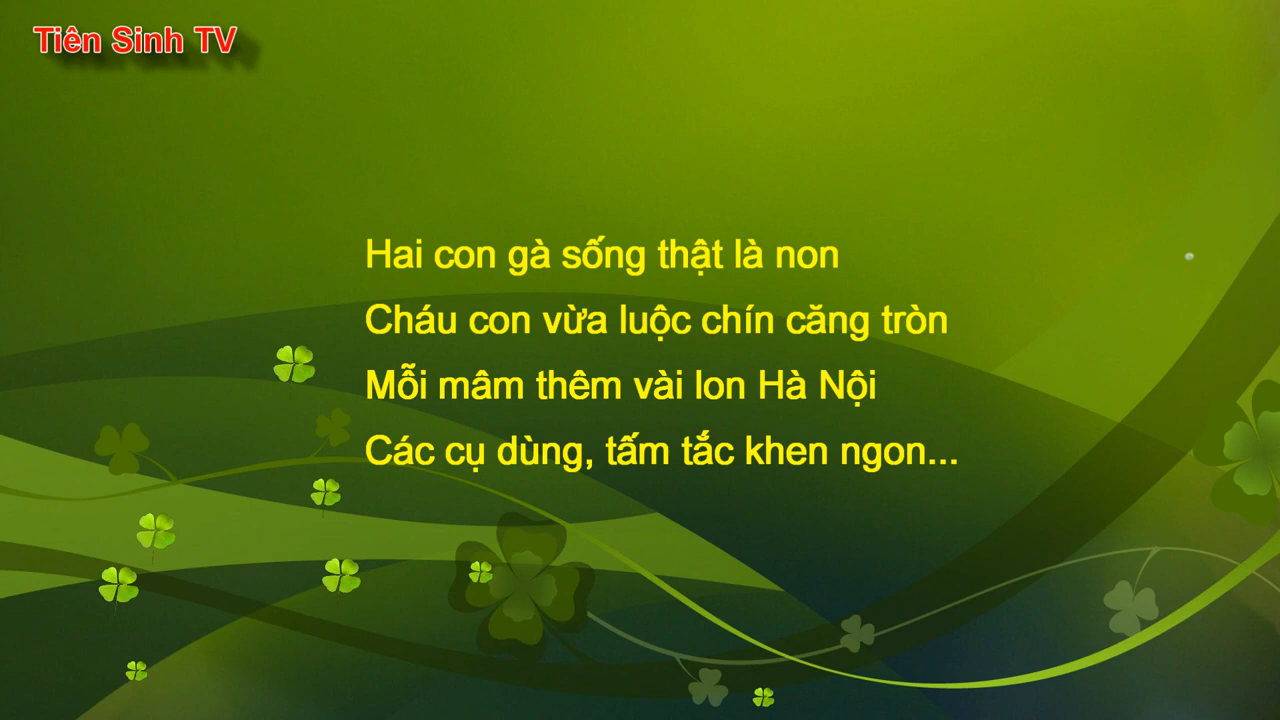 Tiên Sinh TV
Hai con gà sống thật là non
Cháu con vừa luộc chín căng tròn
Mỗi mâm thêm vài lon Hà Nội
Các cụ dùng, tấm tắc khen ngon...